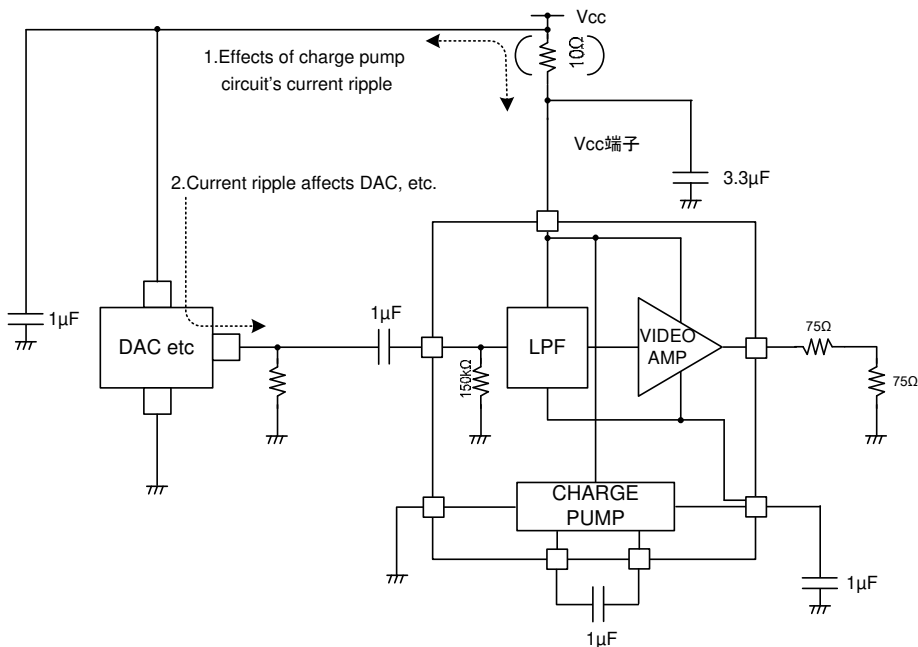 Vcc
1.Effects of charge pump
circuit's current ripple
10Ω
Vcc端子
3.3μF
2.Current ripple affects DAC, etc.
1μF
DAC etc
1μF
150kΩ
LPF
VIDEO
AMP
75Ω
75Ω
CHARGE
PUMP
1μF
1μF